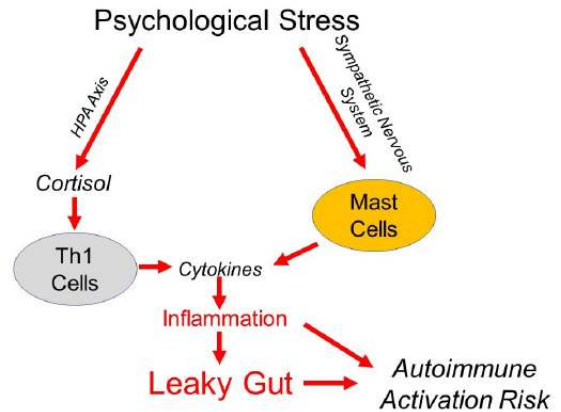 Psychological Stress
HPA Axis
Sympathetic Nervous
System
Cortisol
Mast
Cells
Th1
Cells
Cytokines
Inflammation
Leaky Gut
Autoimmune
Activation Risk